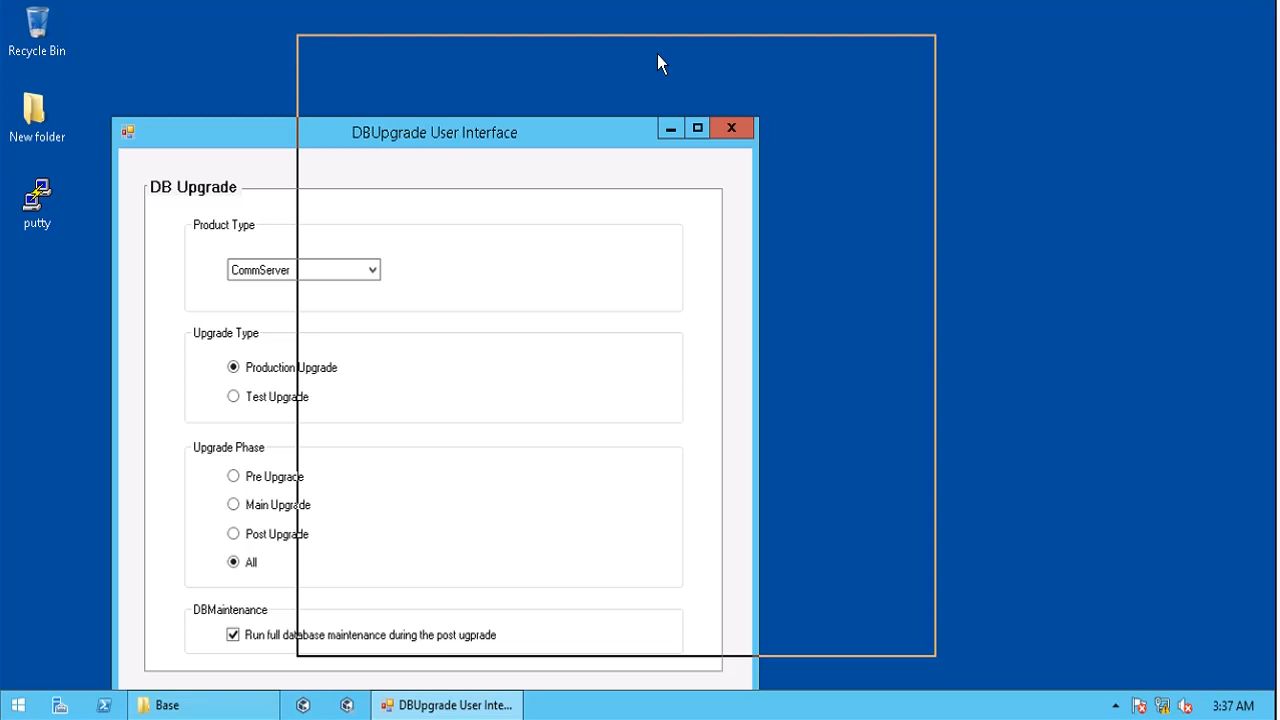 Recycle Bin
New folder
putty
DBUpgrade User Interface
DB Upgrade
Product Type
CommServer
Upgrade Type
Production Upgrade
Test Upgrade
Upgrade Phase
Pre Upgrade
Main Upgrade
Post Upgrade
All
DBMaintenance
Run full database maintenance during the post ugprade
Base
DBUpgrade User Inte...
3:37 AM